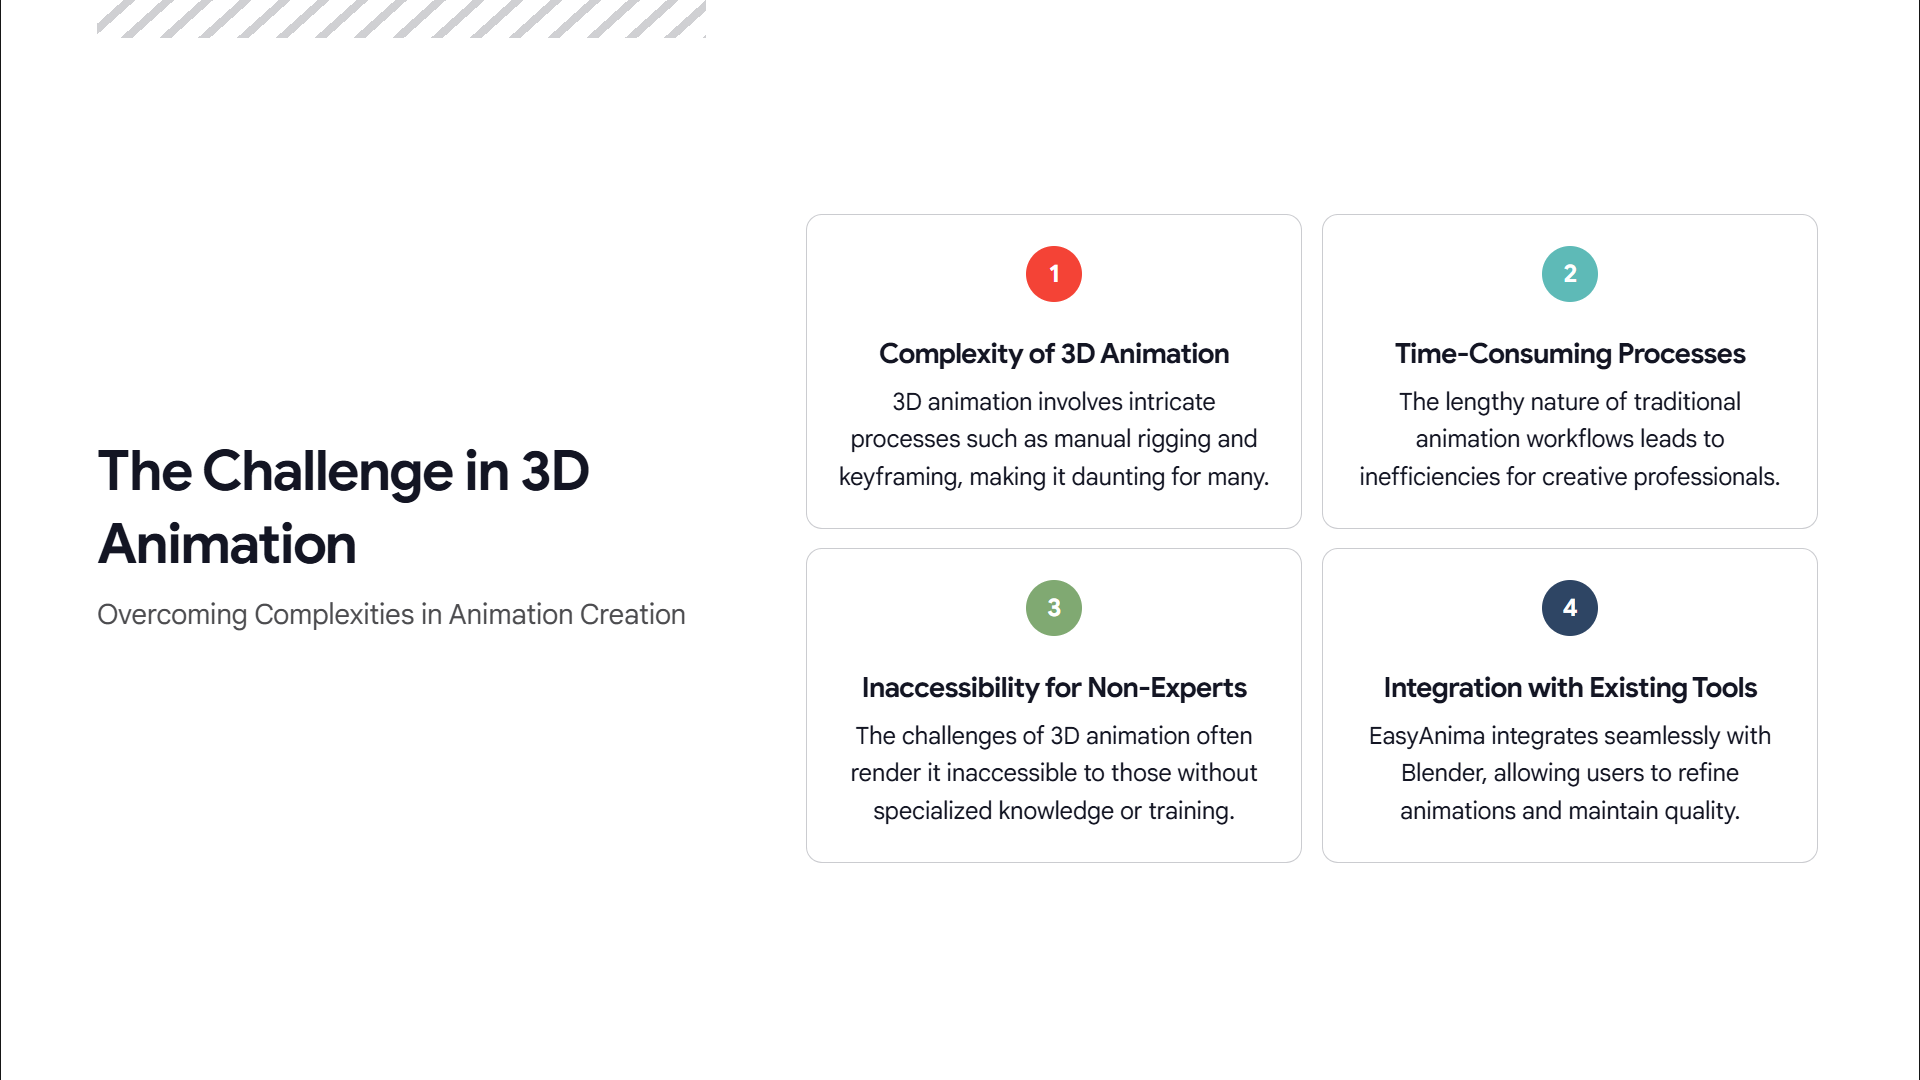 The Challenge in 3D
Animation
Overcoming Complexities in Animation Creation
1
Complexity of 3D Animation
3D animation involves intricate
processes such as manual rigging and
keyframing, making it daunting for many.
2
Time-Consuming Processes
The lengthy nature of traditional
animation workflows leads to
inefficiencies for creative professionals.
3
Inaccessibility for Non-Experts
The challenges of 3D animation often
render it inaccessible to those without
specialized knowledge or training.
4
Integration with Existing Tools
EasyAnima integrates seamlessly with
Blender, allowing users to refine
animations and maintain quality.